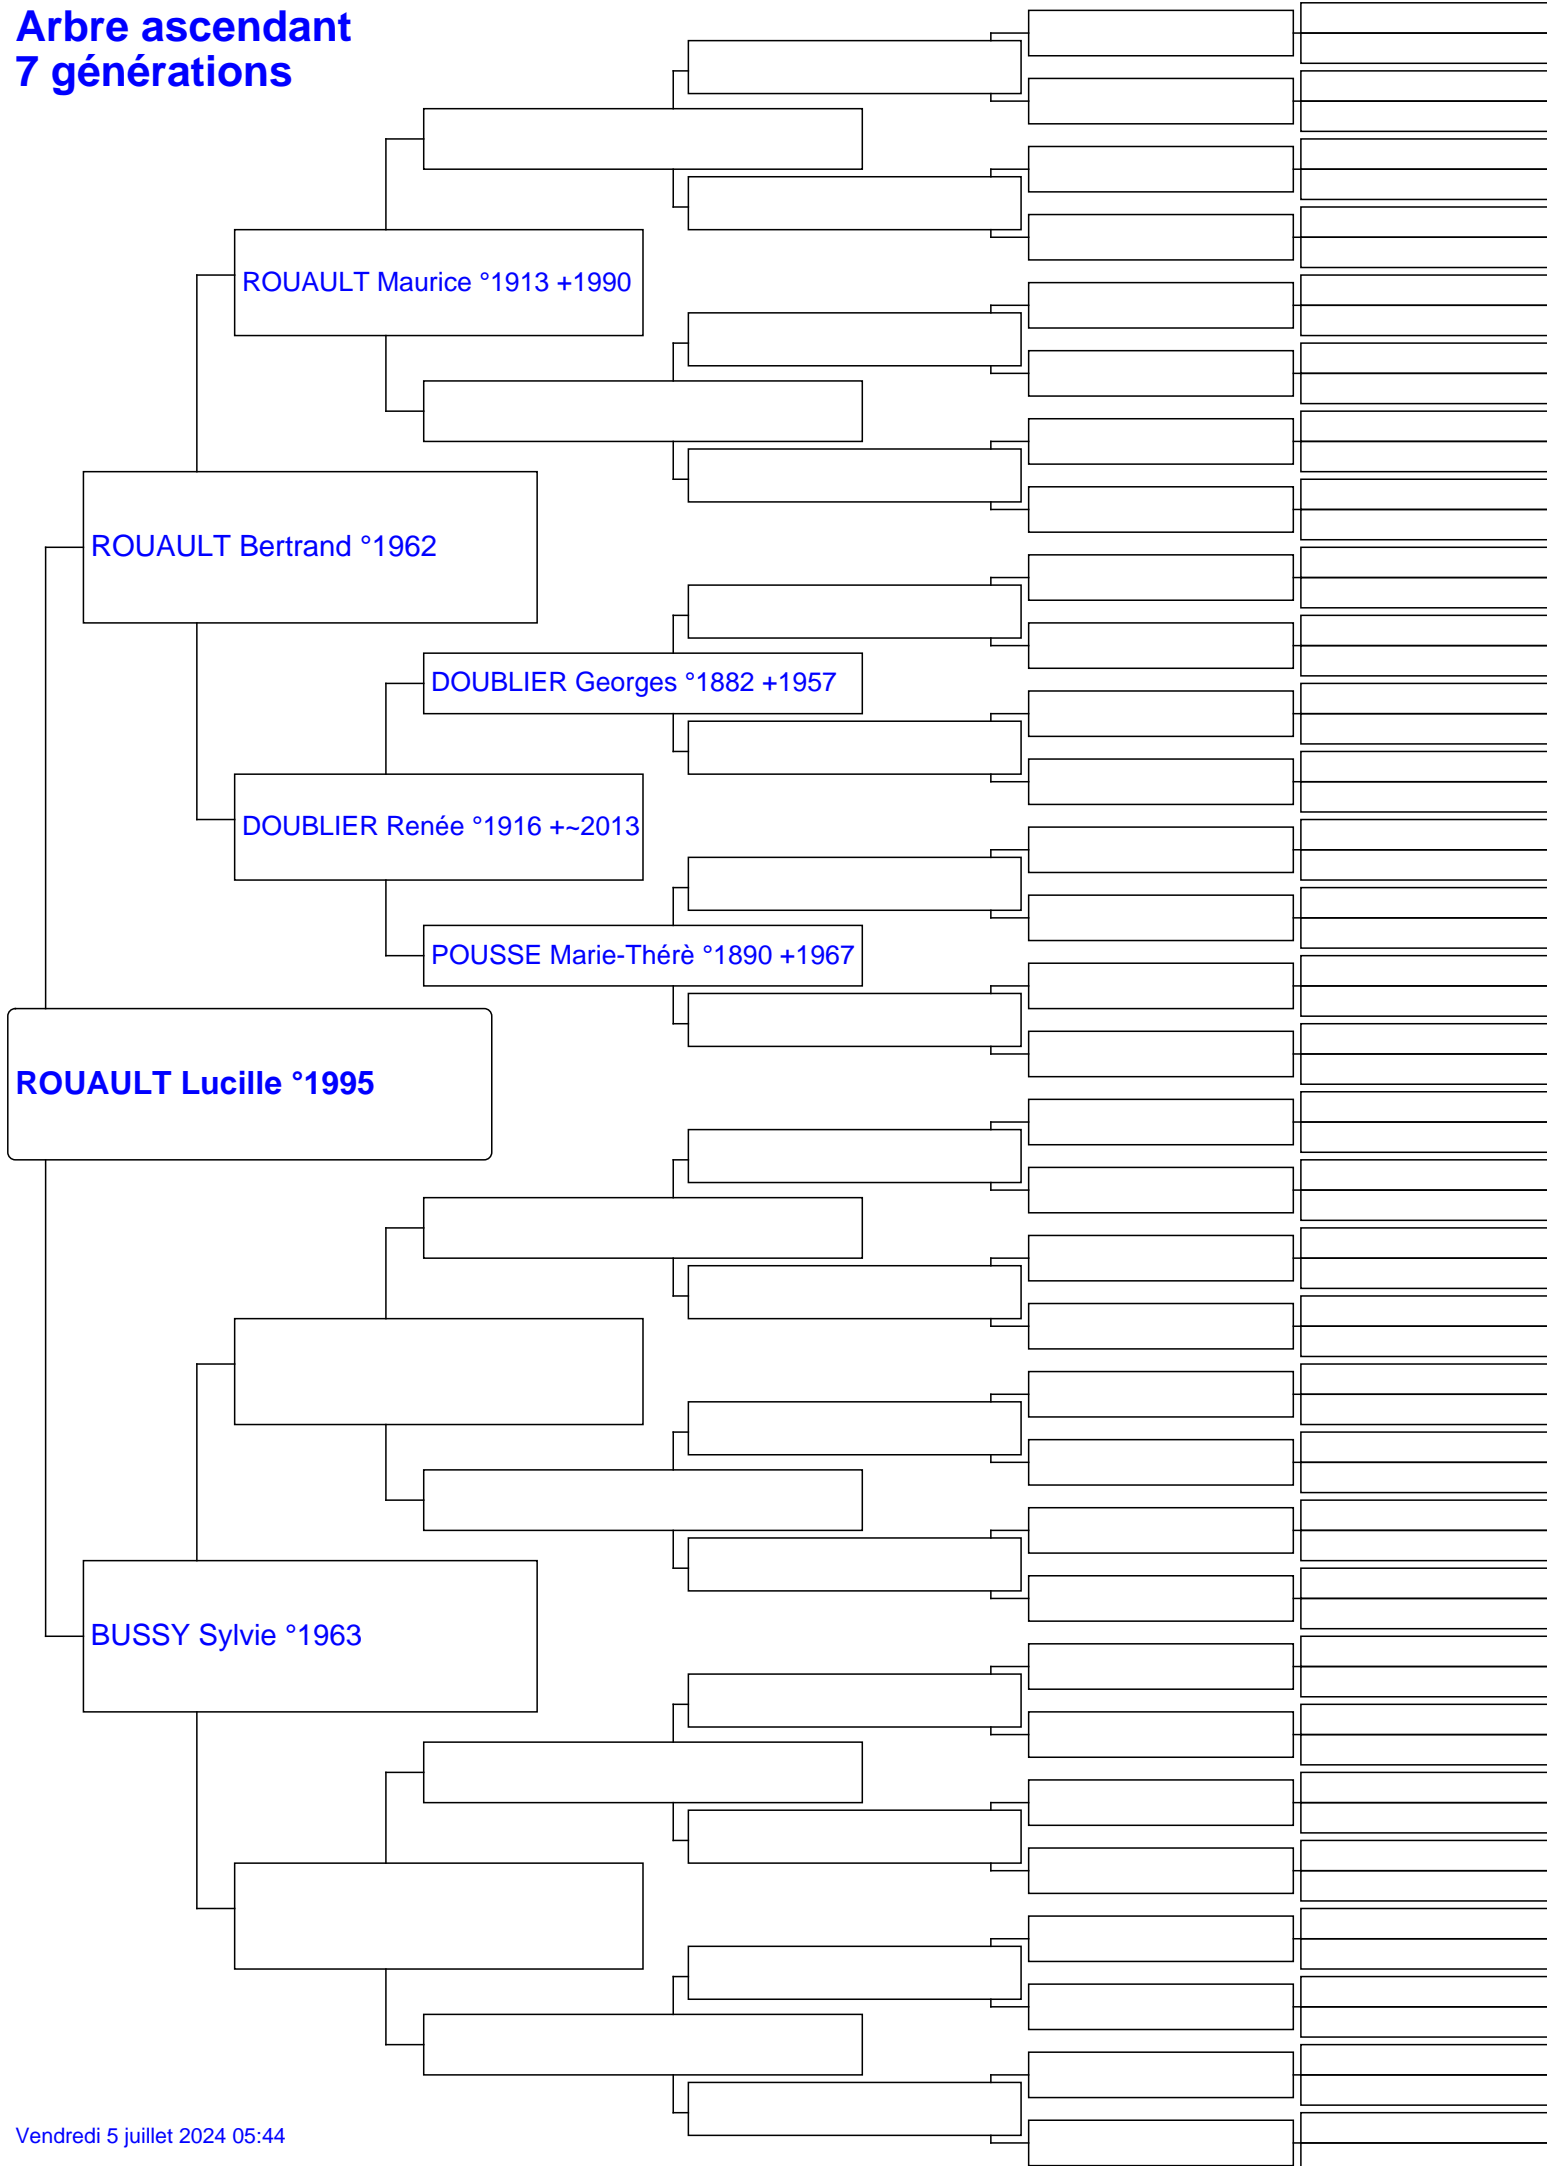 Arbre ascendant
7 générations
ROUAULT Maurice °1913 +1990
ROUAULT Bertrand °1962
DOUBLIER Georges °1882 +1957
DOUBLIER Renée °1916 +~2013
POUSSE Marie-Thérè °1890 +1967
ROUAULT Lucille °1995
BUSSY Sylvie °1963
Vendredi 5 juillet 2024 05:44